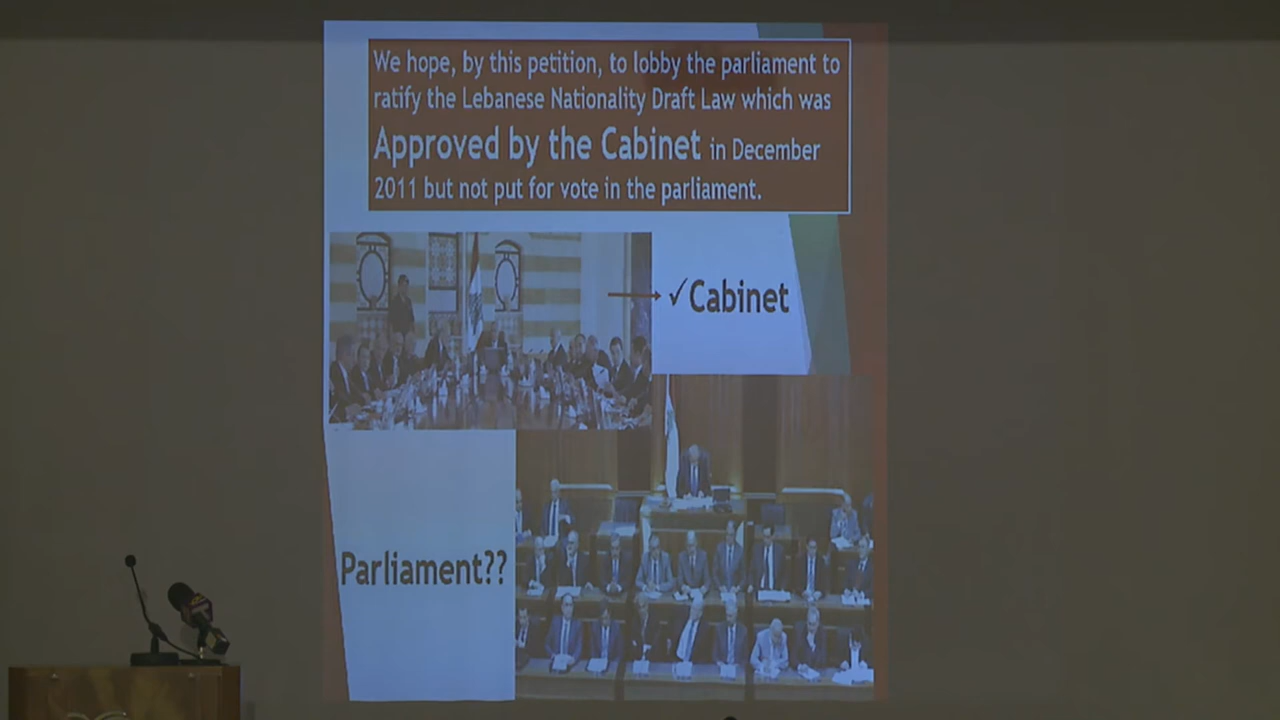 We hope, by this petition, to lobby the parliament to
ratify the Lebanese Nationality Draft Law which was
Approved by the Cabinet in December
2011 but not put for vote in the parliament.
✓Cabinet
Parliament??